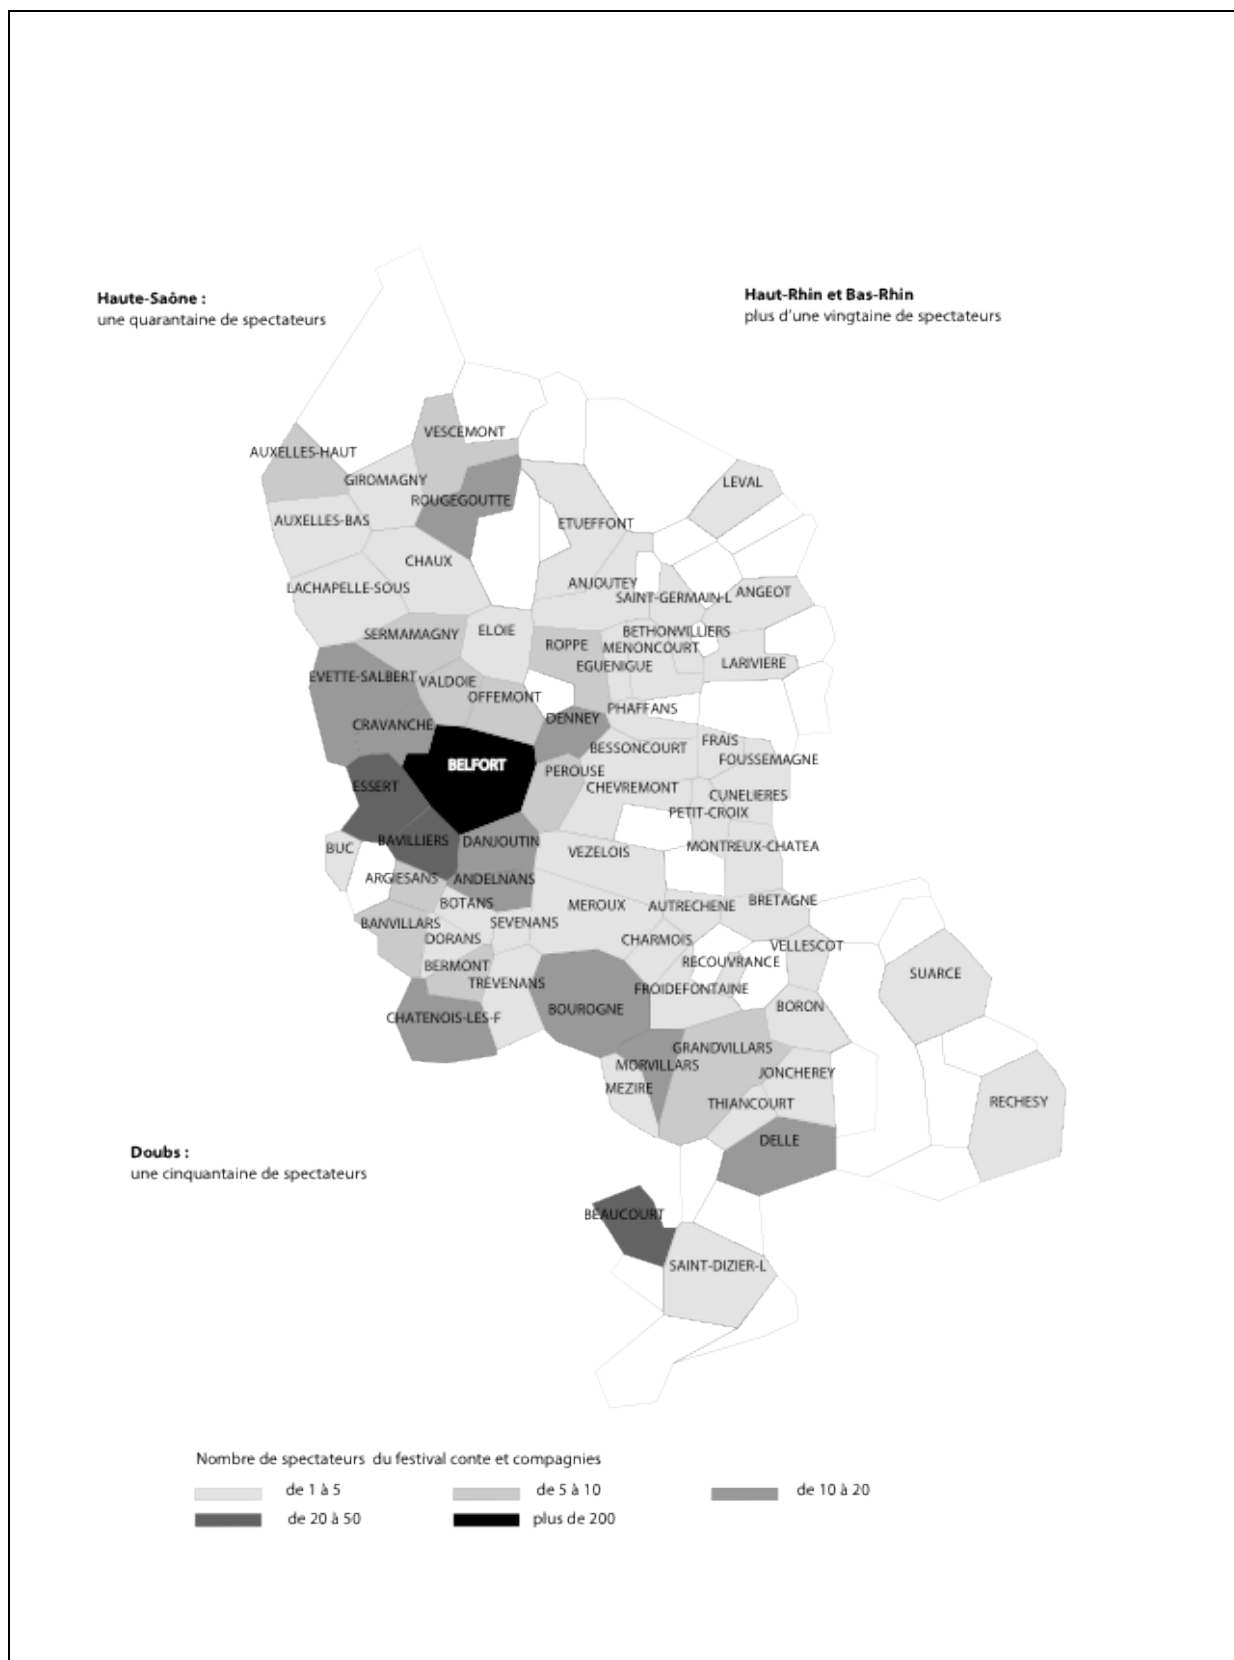 Haute-Saône :
une quarantaine de spectateurs
Haut-Rhin et Bas-Rhin
plus d'une vingtaine de spectateurs
VESCEMONT
AUXELLES-HAUT
GIROMAGNY
LEVAL
ROUGEGOUTTE
AUXELLES-BAS
ETUEFFONT
CHAUX
LACHAPELLE-SOUS
ANJOUTEY
SAINT-GERMAIN-L
ANGEOT
SERMAMAGNY
ELOIE
BETHONVILLIERS
ROPPE
MENONCOURT
EGUENIGUE
LARIVIERE
EVETTE-SALBERT
VALDOIE
OFFEMONT
PHAFFANS
CRAVANCHE
DENNEY
BESSONCOURT
FRAIS
FOUSSEMAGNE
BELFORT
PEROUSE
ESSERT
CHEVREMONT
CUNELIERES
PETIT-CROIX
BUC
BAVILLIERS
DANJOUTIN
VEZELOIS
MONTREUX-CHATEA
ARGIESANS
ANDELNANS
BOTANS
MEROUX
AUTRECHENE
BRETAGNE
BANVILLARS
SEVENANS
DORANS
CHARMOIS
VELLESCOT
BERMONT
RECOUVRANCE
SUARCE
TREVENANS
FROIDEFONTAINE
CHATENOIS-LES-F
BOUROGNE
BORON
GRANDVILLARS
MORVILLARS
JONCHEREY
MEZIRE
THIANCOURT
RECHESY
DELLE
Doubs :
une cinquantaine de spectateurs
BEAUCOURT
SAINT-DIZIER-L
Nombre de spectateurs du festival conte et compagnies
de 1 à 5
de 5 à 10
de 10 à 20
de 20 à 50
plus de 200